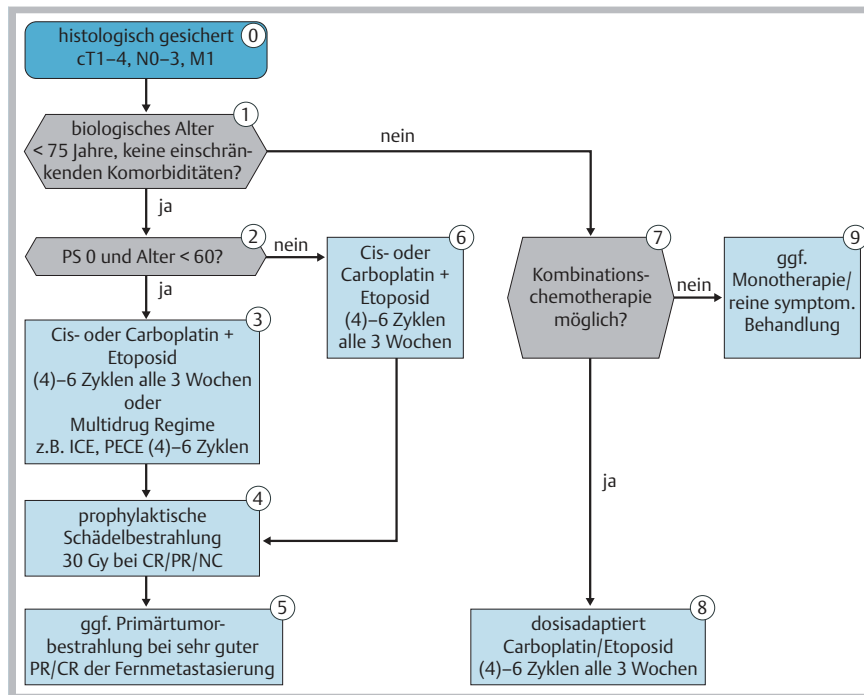 histologisch gesichert
cT1–4, N0–3, M1
0
biologisches Alter
< 75 Jahre, keine einschrän-
kenden Komorbiditäten?
1
nein
ja
PS 0 und Alter < 60?
2
nein
ja
Cis- oder
Carboplatin +
Etoposid
(4)–6 Zyklen
alle 3 Wochen
6
Kombinations-
chemotherapie
möglich?
7
nein
ja
ggf.
Monotherapie/
reine symptom.
Behandlung
9
Cis- oder Carboplatin +
Etoposid
(4)–6 Zyklen alle 3 Wochen
oder
Multidrug Regime
z.B. ICE, PECE (4)–6 Zyklen
3
prophylaktische
Schädelbestrahlung
30 Gy bei CR/PR/NC
4
ggf. Primärtumor-
bestrahlung bei sehr guter
PR/CR der Fernmetastasierung
5
dosisadaptiert
Carboplatin/Etoposid
(4)–6 Zyklen alle 3 Wochen
8